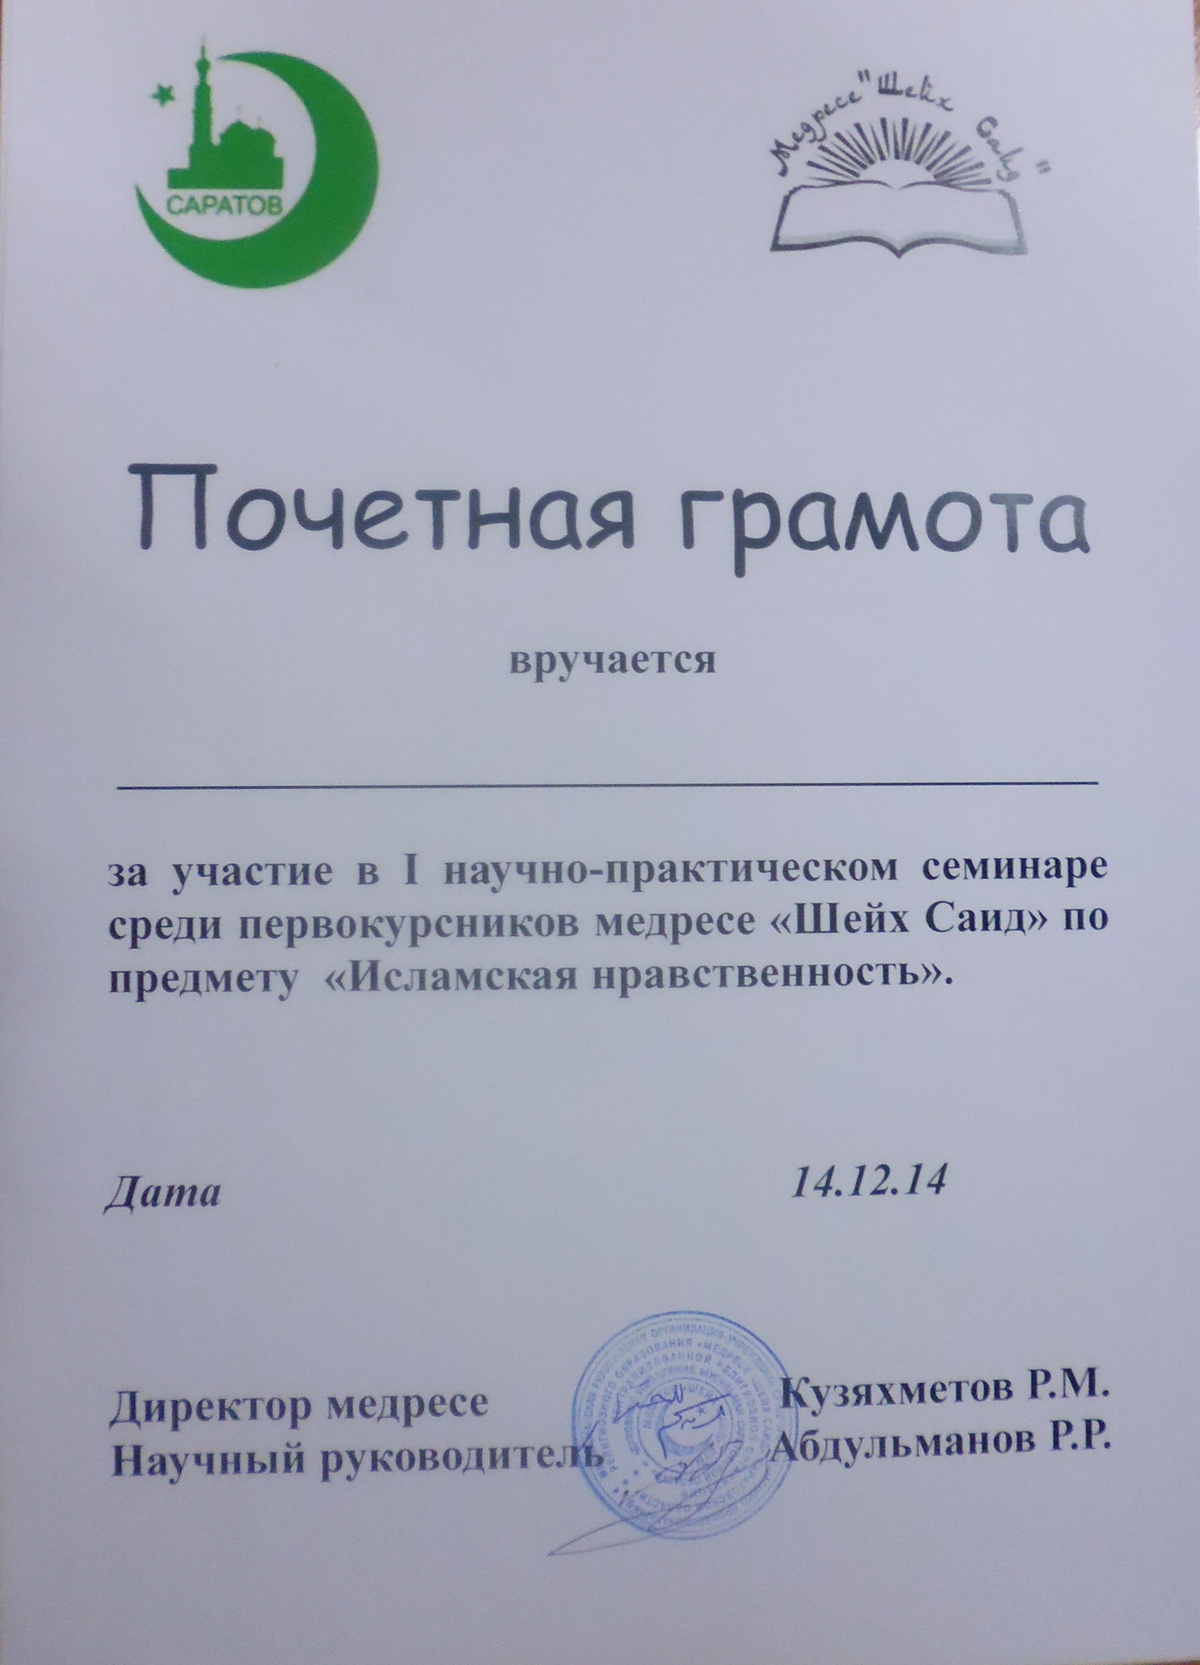 САРАТОВ
Медресе "Шейх Саид"
Почетная грамота
вручается
за участие в I научно-практическом семинаре
среди первокурсников медресе «Шейх Саид» по
предмету «Исламская нравственность».
Дата 14.12.14
Директор медресе Кузяхметов Р.М.
Научный руководитель Абдульманов Р.Р.